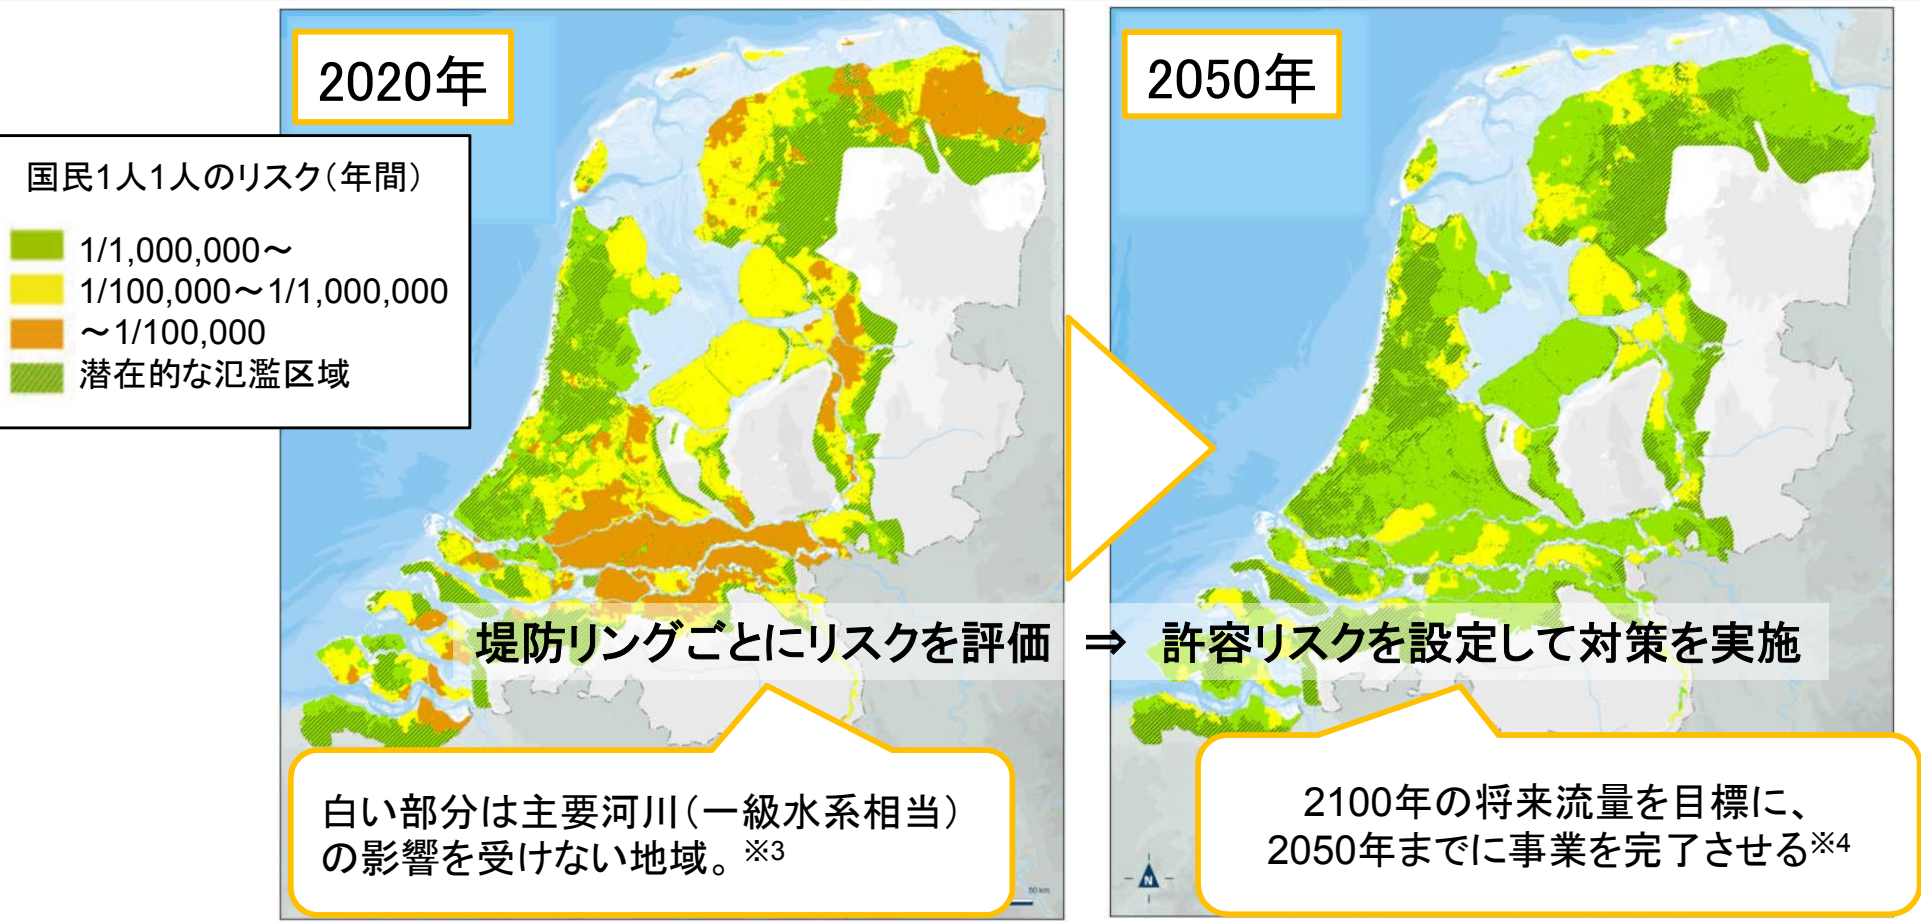 2020年
2050年
国民1人1人のリスク(年間)
1/1,000,000～
1/100,000～1/1,000,000
～1/100,000
潜在的な氾濫区域
堤防リングごとにリスクを評価 ⇒ 許容リスクを設定して対策を実施
白い部分は主要河川(一級水系相当)
の影響を受けない地域。※3
2100年の将来流量を目標に、
2050年までに事業を完了させる※4
50 km
N